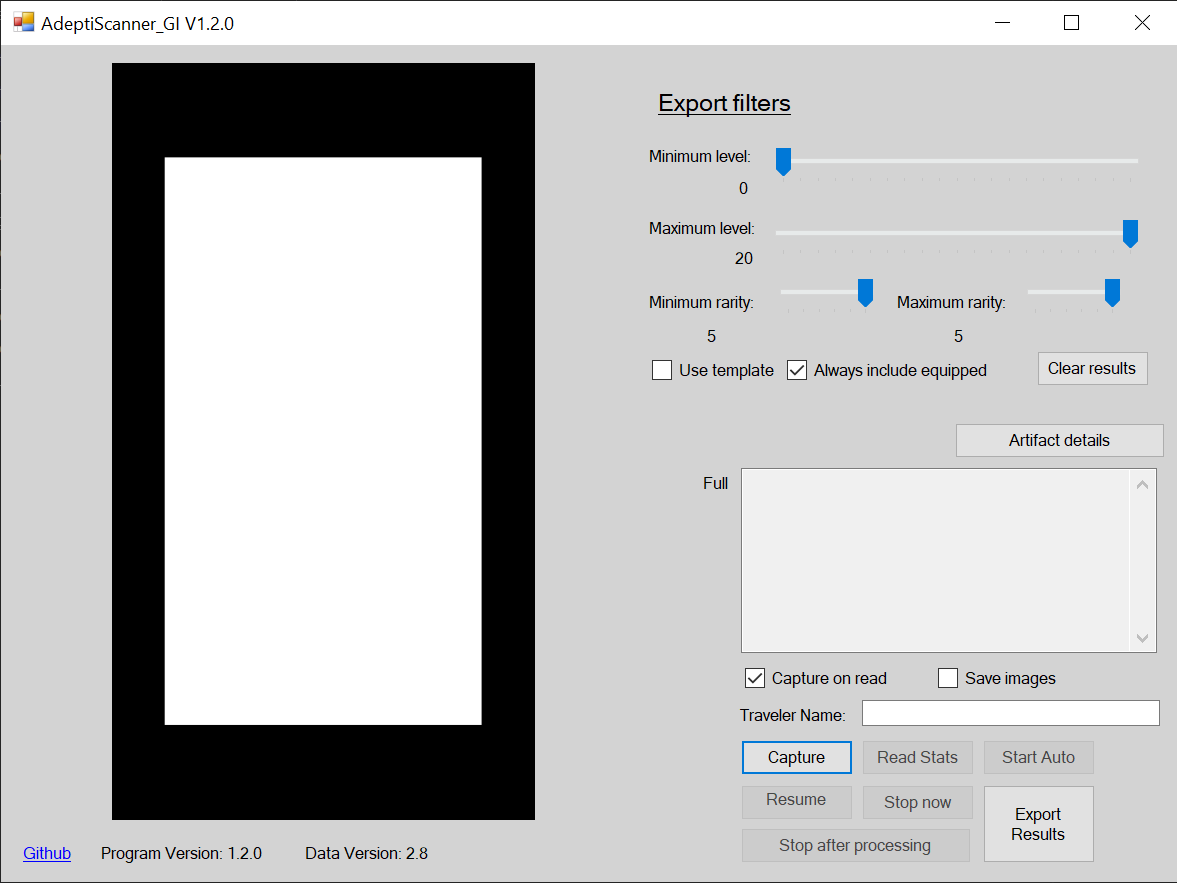 AdeptiScanner_GI V1.2.0
Export filters
Minimum level:
0
Maximum level:
20
Minimum rarity:
Maximum rarity:
5
5
Use template
Always include equipped
Clear results
Artifact details
Full
Capture on read
Save images
Traveler Name:
Capture
Read Stats
Start Auto
Resume
Stop now
Export
Results
Stop after processing
Github
Program Version: 1.2.0
Data Version: 2.8